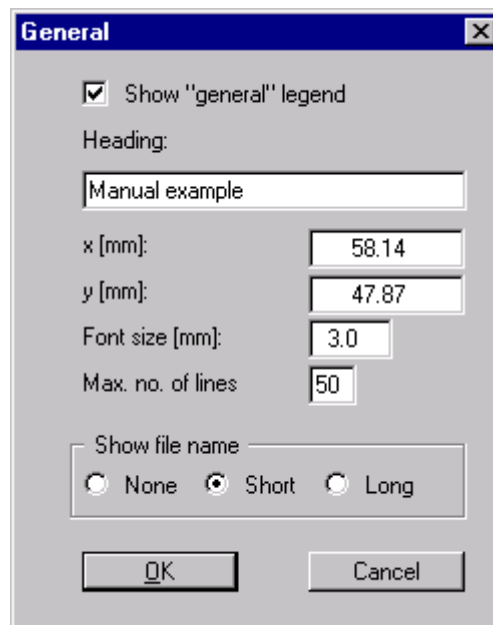 General
Show "general" legend
Heading:
Manual example
x [mm]: 58.14
y [mm]: 47.87
Font size [mm]: 3.0
Max. no. of lines 50
Show file name
None Short Long
OK Cancel